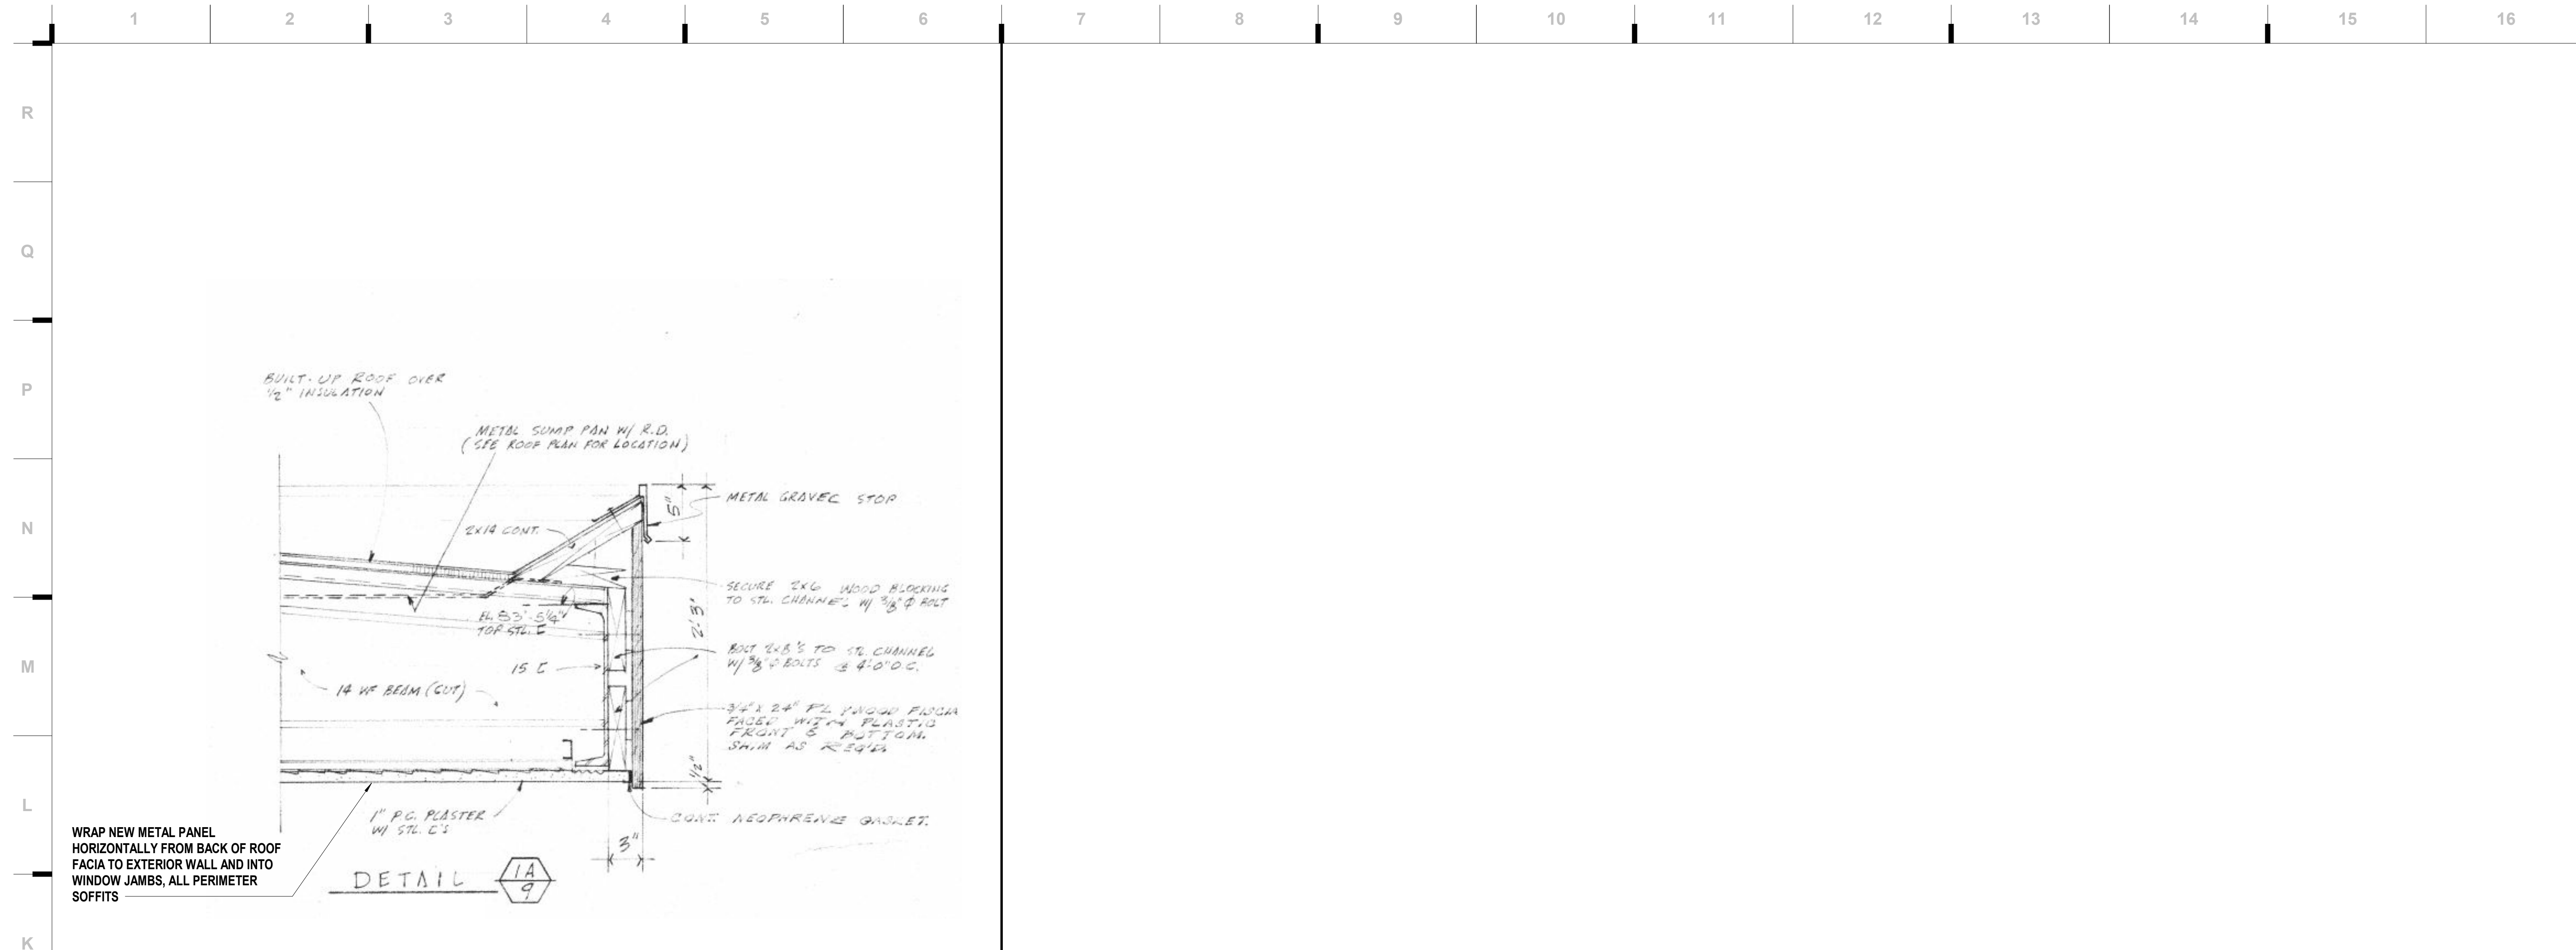 1 2 3 4 5 6 7 8 9 10 11 12 13 14 15 16
R
Q
P
N
M
L
K
BUILT-UP ROOF OVER
1/2" INSULATION
METAL SUMP PAN W/ R.D.
(SEE ROOF PLAN FOR LOCATION)
METAL GRAVEL STOP
5"
2x14 CONT.
SECURE 2x6 WOOD BLOCKING
TO STL. CHANNEL W/ 3/8" Φ BOLT
2'-3"
EL 83'-5 1/4"
TOP STL. [
BOLT 2x8'S TO STL. CHANNEL
W/ 3/8" Φ BOLTS @ 4'-0" O.C.
15 [
14 WF BEAM (CUT)
3/4" x 24" PLYWOOD FASCIA
FACED WITH PLASTIC
FRONT & BOTTOM.
SHIM AS REQ'D.
1/2"
1" P.C. PLASTER
W/ STL. ['S
CONT. NEOPHRENE GASKET.
3"
WRAP NEW METAL PANEL
HORIZONTALLY FROM BACK OF ROOF
FACIA TO EXTERIOR WALL AND INTO
WINDOW JAMBS, ALL PERIMETER
SOFFITS
DETAIL 1A
9